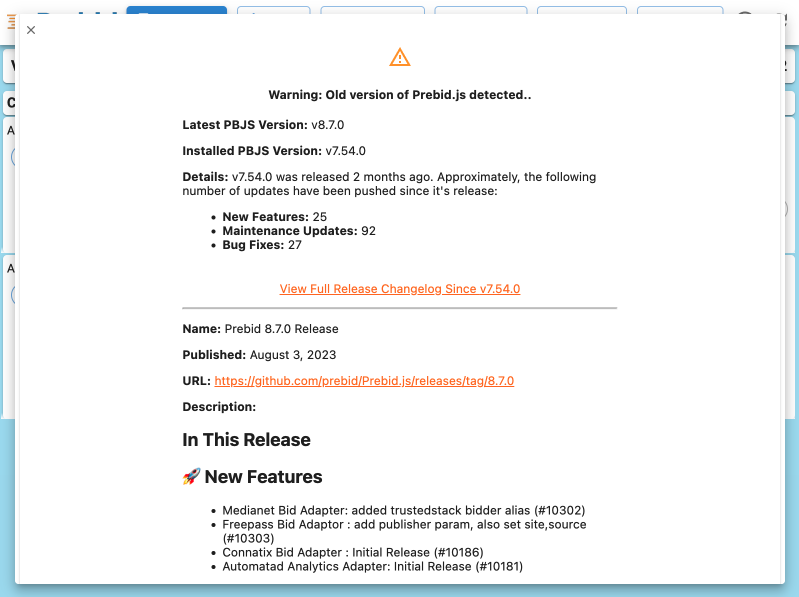 Warning: Old version of Prebid.js detected..
Latest PBJS Version: v8.7.0
Installed PBJS Version: v7.54.0
Details: v7.54.0 was released 2 months ago. Approximately, the following
number of updates have been pushed since it's release:
• New Features: 25
• Maintenance Updates: 92
• Bug Fixes: 27
View Full Release Changelog Since v7.54.0
Name: Prebid 8.7.0 Release
Published: August 3, 2023
URL: https://github.com/prebid/Prebid.js/releases/tag/8.7.0
Description:
In This Release
🚀 New Features
• Medianet Bid Adapter: added trustedstack bidder alias (#10302)
• Freepass Bid Adaptor : add publisher param, also set site,source
(#10303)
• Connatix Bid Adapter : Initial Release (#10186)
• Automatad Analytics Adapter: Initial Release (#10181)